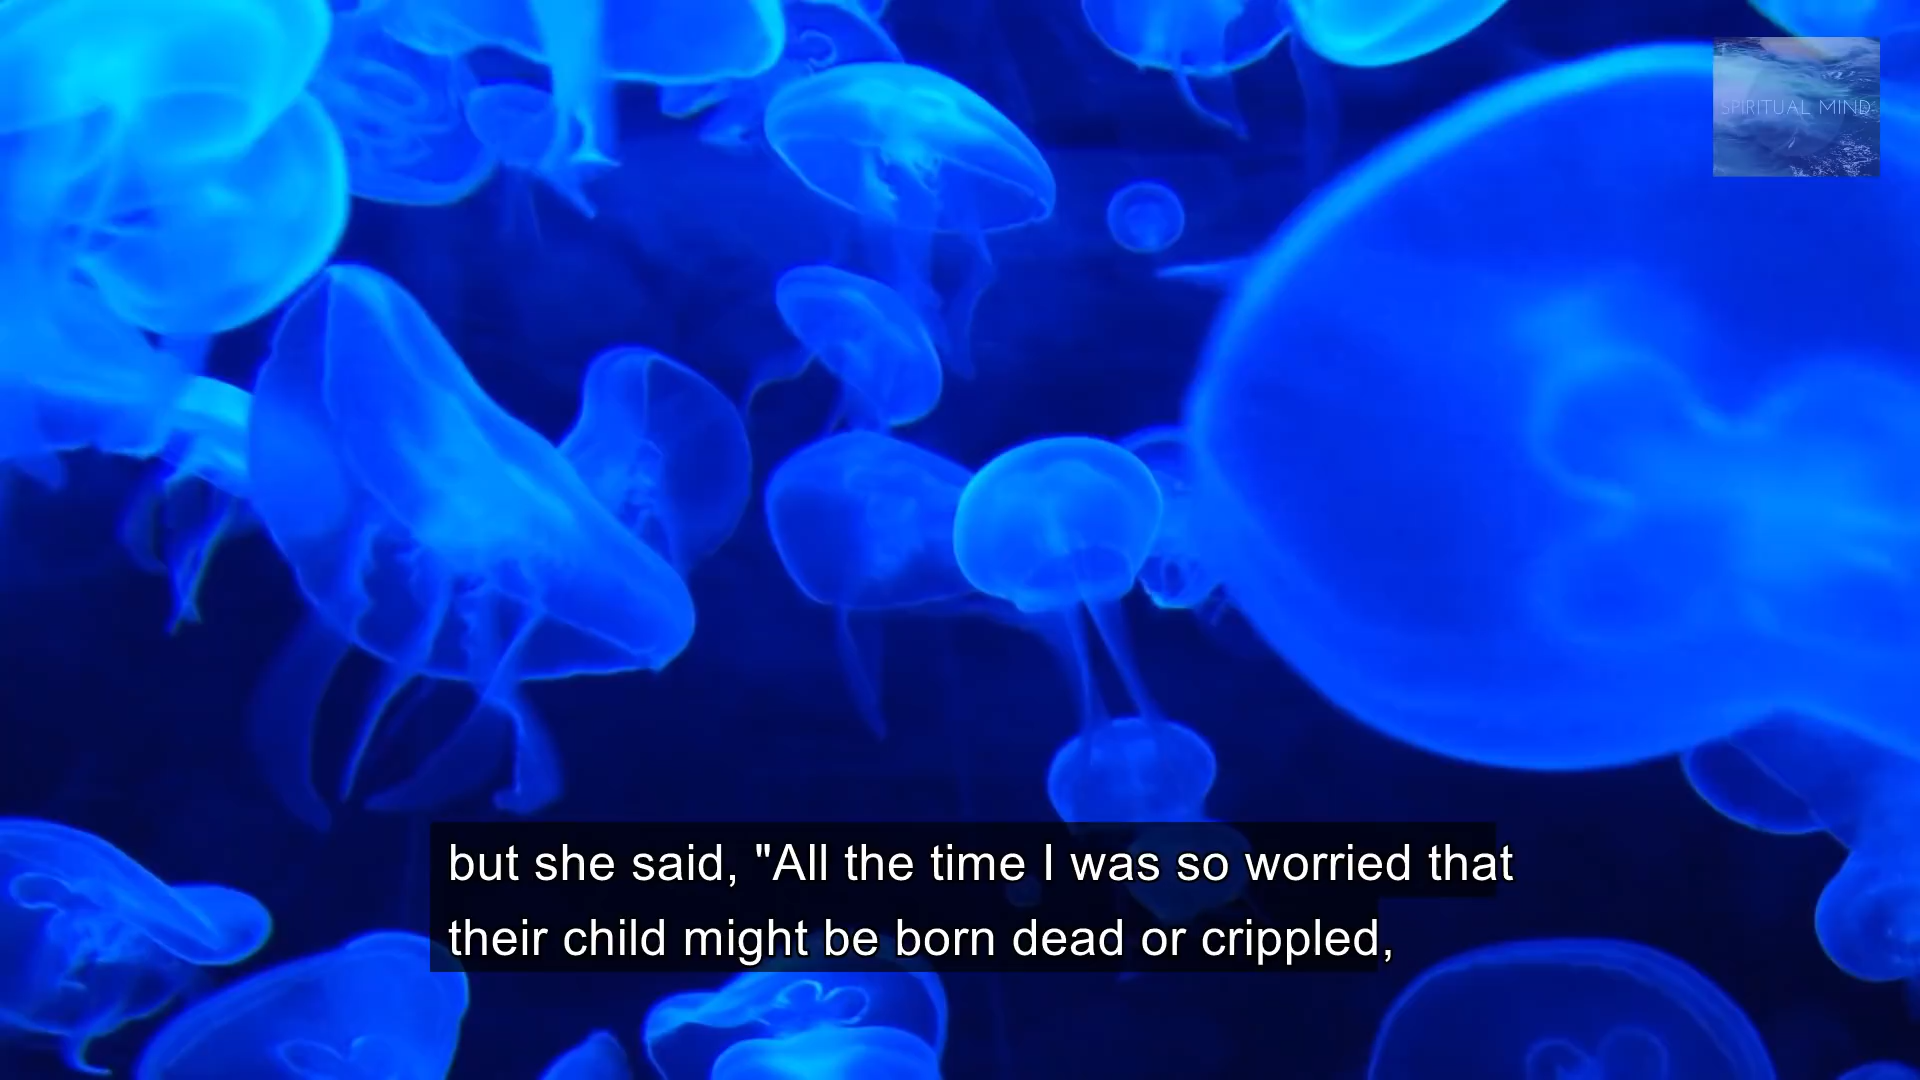 SPIRITUAL MIND
but she said, "All the time I was so worried that
their child might be born dead or crippled,